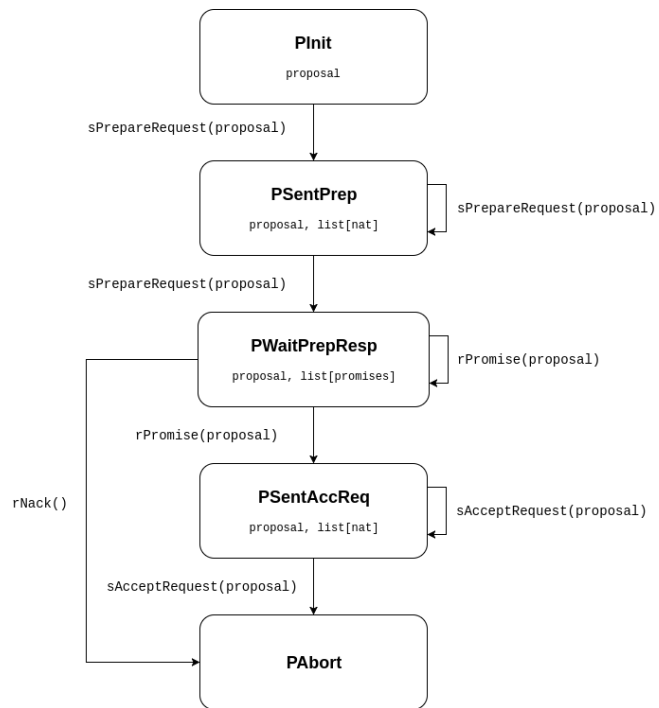 PInit
proposal
sPrepareRequest(proposal)
PSentPrep
proposal, list[nat]
sPrepareRequest(proposal)
sPrepareRequest(proposal)
PWaitPrepResp
proposal, list[promises]
rPromise(proposal)
rPromise(proposal)
PSentAccReq
proposal, list[nat]
rNack()
sAcceptRequest(proposal)
sAcceptRequest(proposal)
PAbort